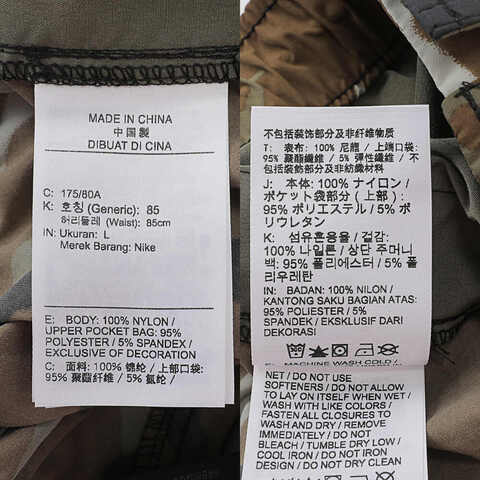 MADE IN CHINA
中国製
DIBUAT DI CINA
C: 175/80A
K: 호칭 (Generic): 85
허리둘레 (Waist): 85cm
IN: Ukuran: L
Merek Barang: Nike
E: BODY: 100% NYLON /
UPPER POCKET BAG: 95%
POLYESTER / 5% SPANDEX /
EXCLUSIVE OF DECORATION
C: 面料: 100% 锦纶 / 上部口袋:
95% 聚酯纤维 / 5% 氨纶 /
不包括装饰部分及非纤维物质
T: 表布: 100% 尼龍 / 上端口袋:
95% 聚酯纖維 / 5% 彈性纖維 / 不
包括裝飾部分及非紡織材料
J: 本体: 100% ナイロン /
ポケット袋部分 (上部) :
95% ポリエステル / 5% ポ
リウレタン
K: 섬유혼용율 / 겉감:
100% 나일론 / 상단 주머니
백: 95% 폴리에스터 / 5% 폴
리우레탄
IN: BADAN: 100% NILON /
KANTONG SAKU BAGIAN ATAS:
95% POLIESTER / 5%
SPANDEK / EKSKLUSIF DARI
DEKORASI
E: MACHINE WASH COLD /
NET / DO NOT USE
SOFTENERS / DO NOT ALLOW
TO LAY ON ITSELF WHEN WET /
WASH WITH LIKE COLORS /
FASTEN ALL CLOSURES TO
WASH AND DRY / REMOVE
IMMEDIATELY / DO NOT
BLEACH / TUMBLE DRY LOW /
COOL IRON / DO NOT IRON
DESIGN / DO NOT DRY CLEAN